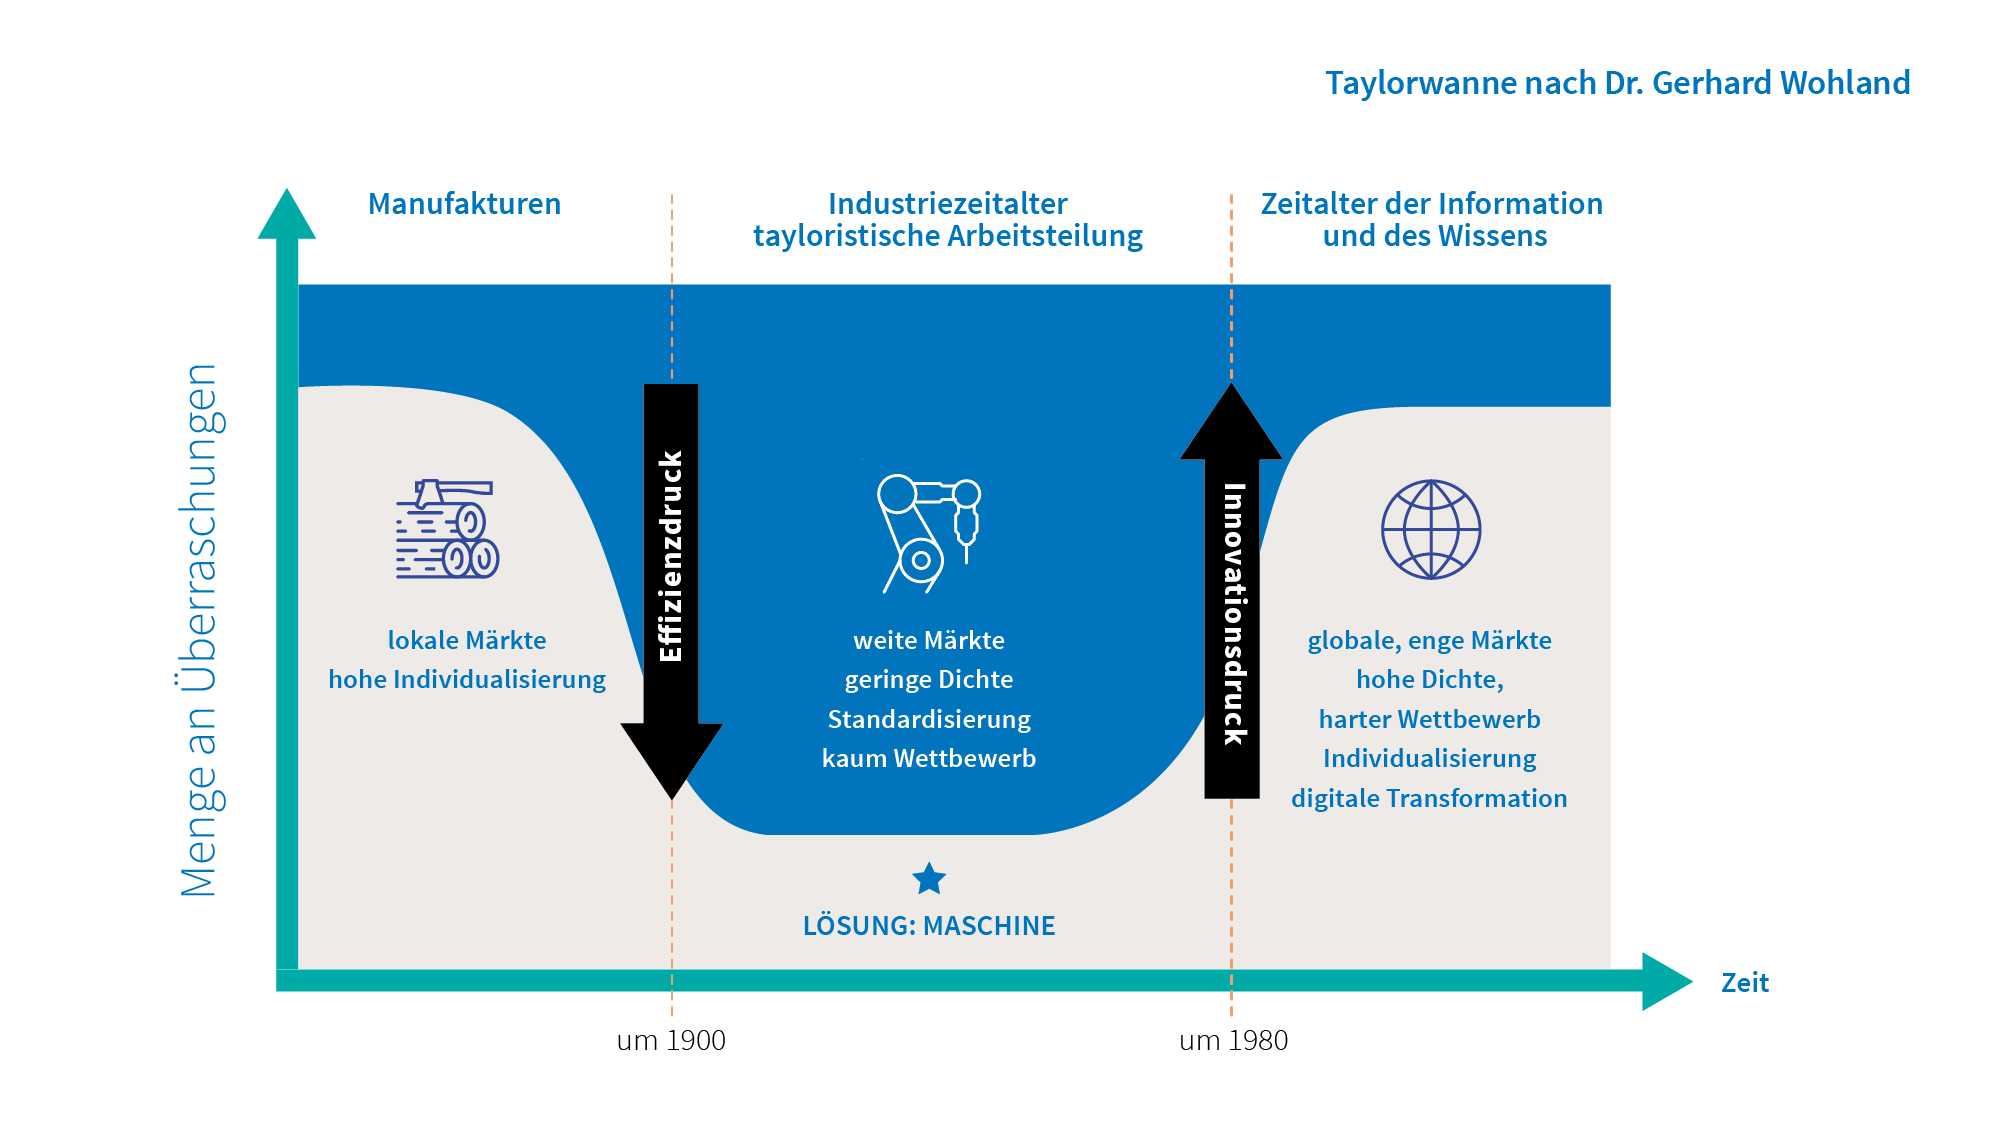 Taylorwanne nach Dr. Gerhard Wohland
Manufakturen
Industriezeitalter
tayloristische Arbeitsteilung
Zeitalter der Information
und des Wissens
Menge an Überraschungen
lokale Märkte
hohe Individualisierung
Effizienzdruck
weite Märkte
geringe Dichte
Standardisierung
kaum Wettbewerb
Innovationsdruck
globale, enge Märkte
hohe Dichte,
harter Wettbewerb
Individualisierung
digitale Transformation
LÖSUNG: MASCHINE
Zeit
um 1900
um 1980